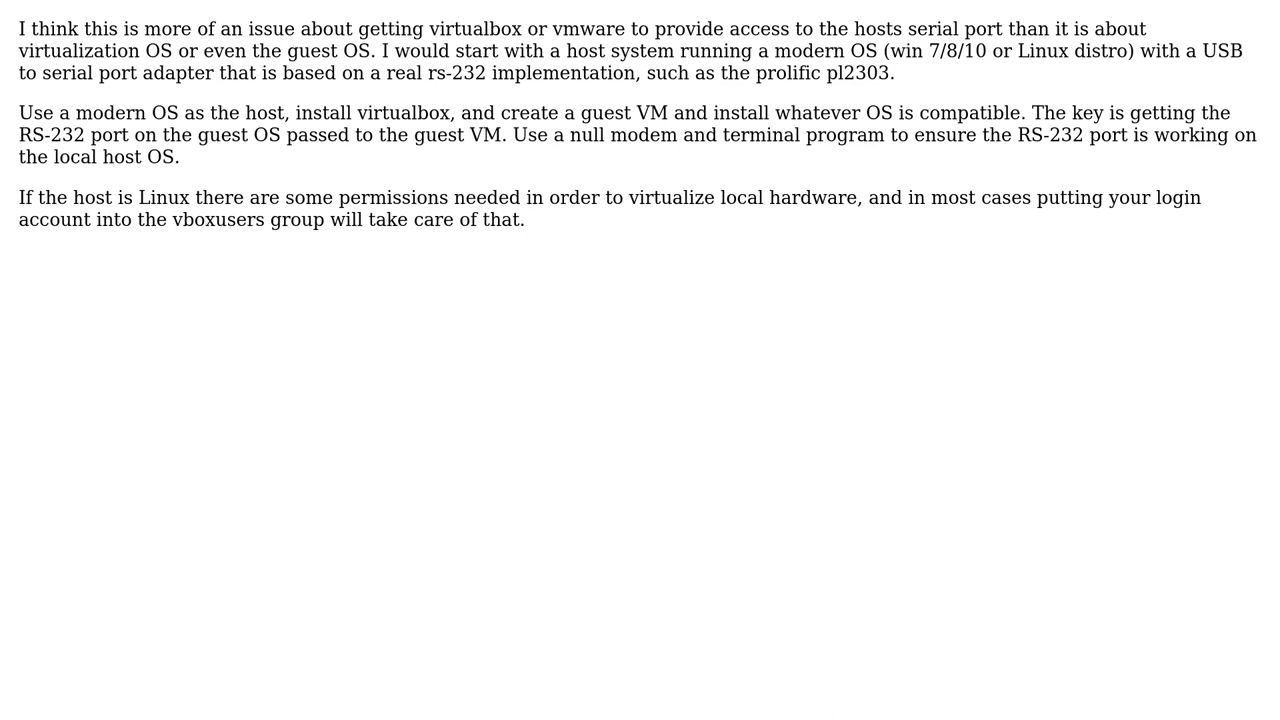 I think this is more of an issue about getting virtualbox or vmware to provide access to the hosts serial port than it is about
virtualization OS or even the guest OS. I would start with a host system running a modern OS (win 7/8/10 or Linux distro) with a USB
to serial port adapter that is based on a real rs-232 implementation, such as the prolific pl2303.
Use a modern OS as the host, install virtualbox, and create a guest VM and install whatever OS is compatible. The key is getting the
RS-232 port on the guest OS passed to the guest VM. Use a null modem and terminal program to ensure the RS-232 port is working on
the local host OS.
If the host is Linux there are some permissions needed in order to virtualize local hardware, and in most cases putting your login
account into the vboxusers group will take care of that.